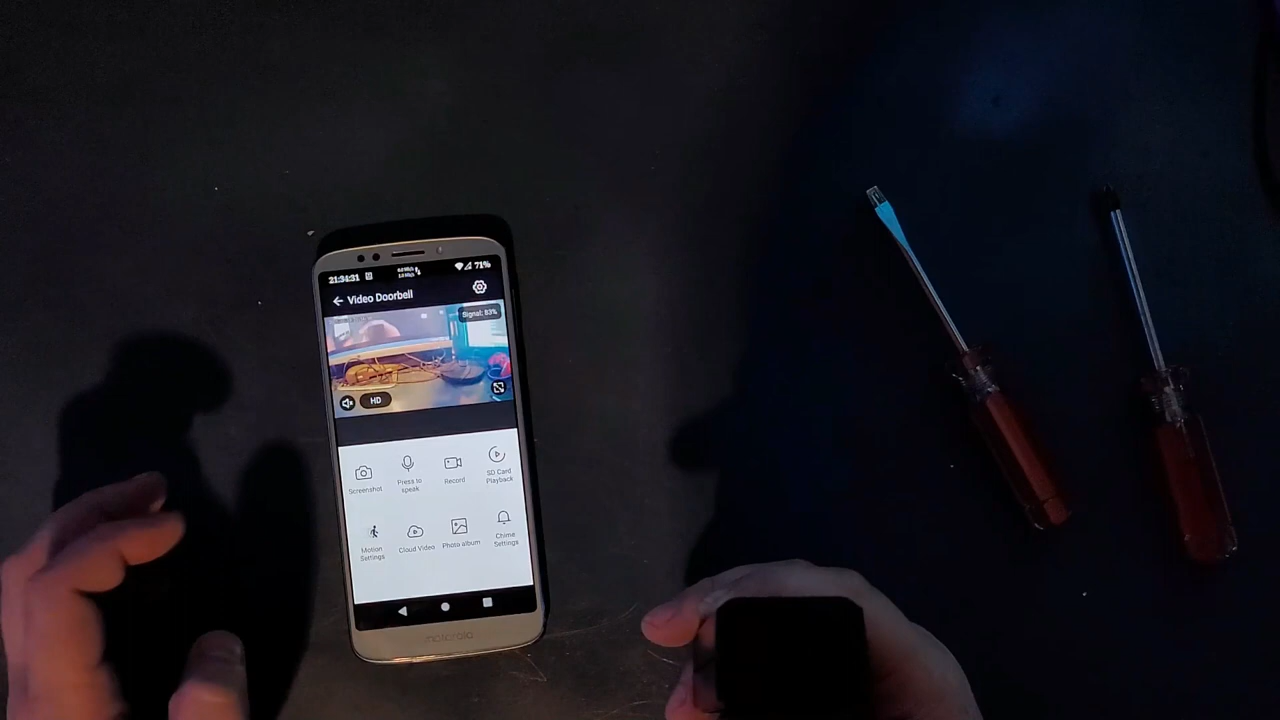 21:34:31
71%
Video Doorbell
Signal: 83%
HD
Screenshot
Press to
speak
Record
SD Card
Playback
Motion
Settings
Cloud Video
Photo album
Chime
Settings
motorola